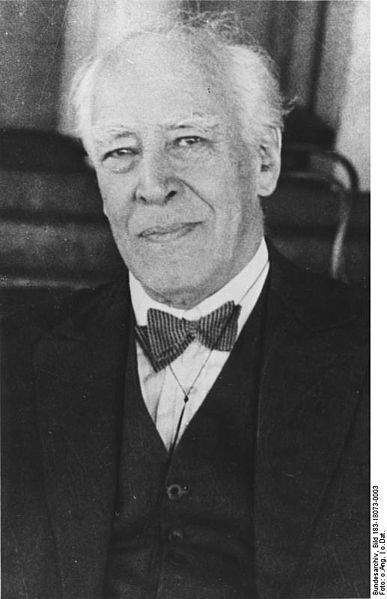 Bundesarchiv, Bild 183-18073-0003
Foto: o.Ang. | o.Dat.